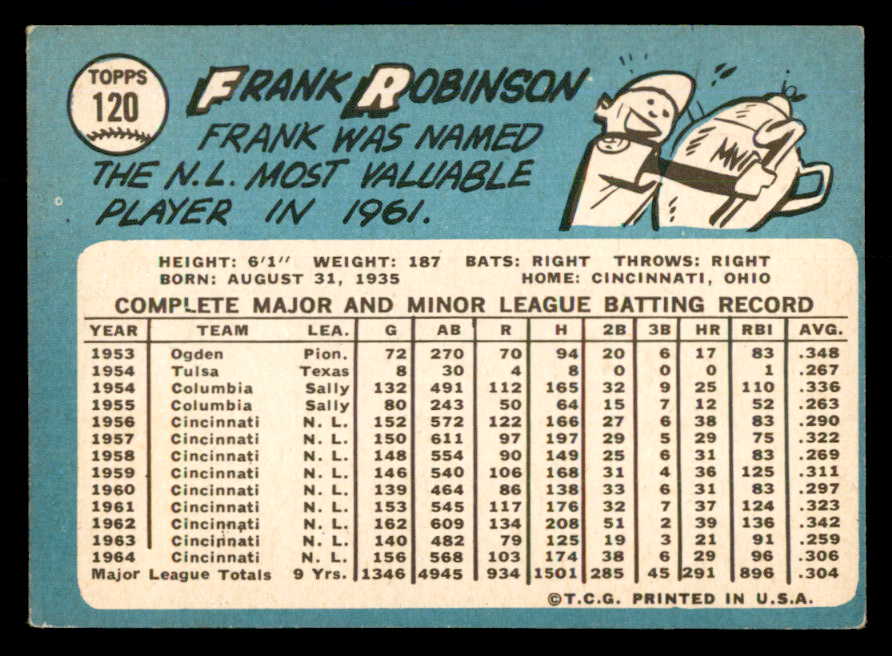 TOPPS
120
FRANK ROBINSON
FRANK WAS NAMED
THE N.L. MOST VALUABLE
PLAYER IN 1961.
MVP
HEIGHT: 6'1" WEIGHT: 187 BATS: RIGHT THROWS: RIGHT
BORN: AUGUST 31, 1935 HOME: CINCINNATI, OHIO
COMPLETE MAJOR AND MINOR LEAGUE BATTING RECORD
YEAR TEAM LEA. G AB R H 2B 3B HR RBI AVG.
1953 Ogden Pion. 72 270 70 94 20 6 17 83 .348
1954 Tulsa Texas 8 30 4 8 0 0 0 1 .267
1954 Columbia Sally 132 491 112 165 32 9 25 110 .336
1955 Columbia Sally 80 243 50 64 15 7 12 52 .263
1956 Cincinnati N. L. 152 572 122 166 27 6 38 83 .290
1957 Cincinnati N. L. 150 611 97 197 29 5 29 75 .322
1958 Cincinnati N. L. 148 554 90 149 25 6 31 83 .269
1959 Cincinnati N. L. 146 540 106 168 31 4 36 125 .311
1960 Cincinnati N. L. 139 464 86 138 33 6 31 83 .297
1961 Cincinnati N. L. 153 545 117 176 32 7 37 124 .323
1962 Cincinnati N. L. 162 609 134 208 51 2 39 136 .342
1963 Cincinnati N. L. 140 482 79 125 19 3 21 91 .259
1964 Cincinnati N. L. 156 568 103 174 38 6 29 96 .306
Major League Totals 9 Yrs. 1346 4945 934 1501 285 45 291 896 .304
©T.C.G. PRINTED IN U.S.A.